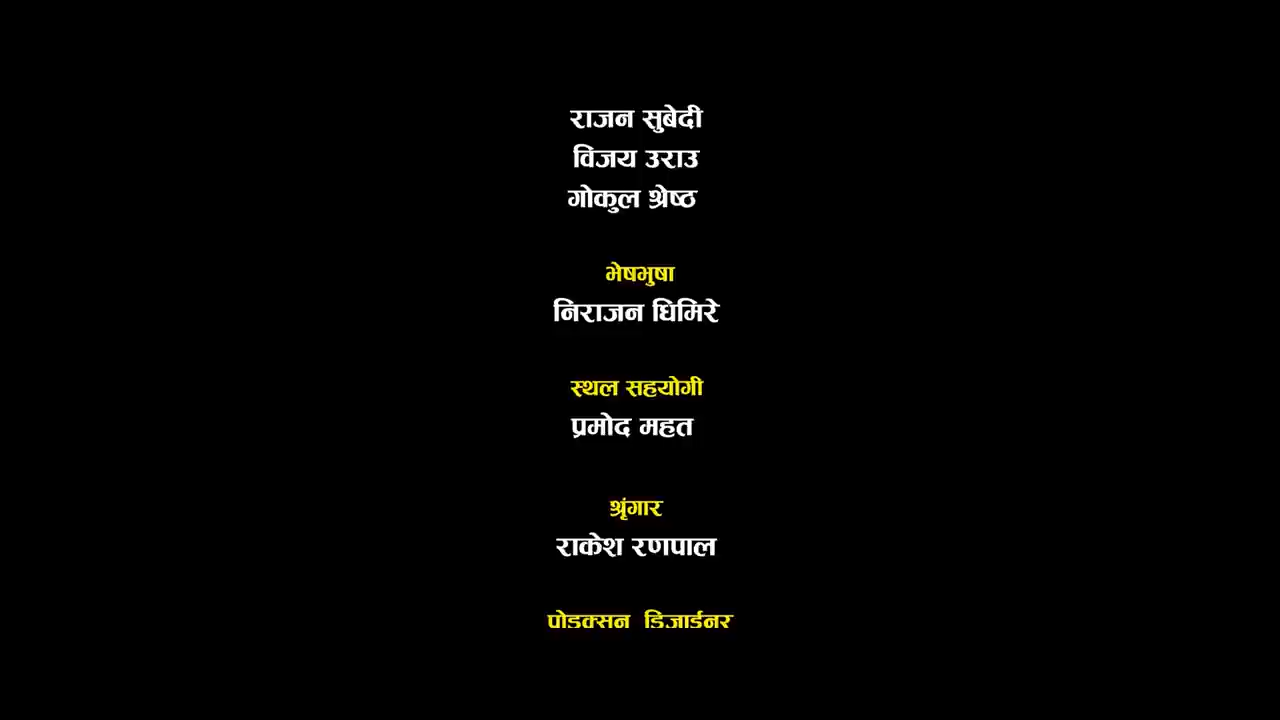 राजन सुबेदी
विजय उराउ
गोकुल श्रेष्ठ
भेषभुषा
निराजन घिमिरे
स्थल सहयोगी
प्रमोद महत
श्रृंगार
राकेश रणपाल
प्रोडक्सन डिजाईनर